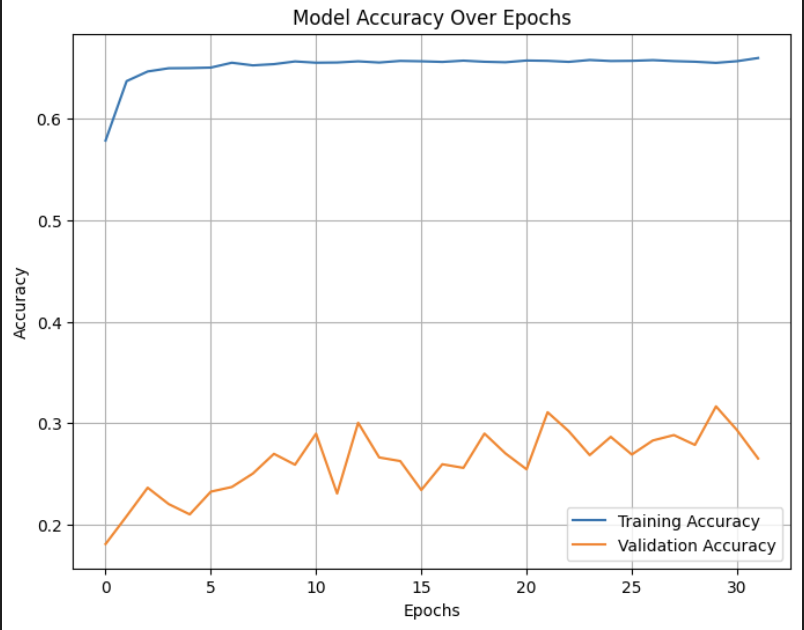 Model Accuracy Over Epochs
Accuracy
0.6
0.5
0.4
0.3
0.2
0 5 10 15 20 25 30
Epochs
Training Accuracy
Validation Accuracy